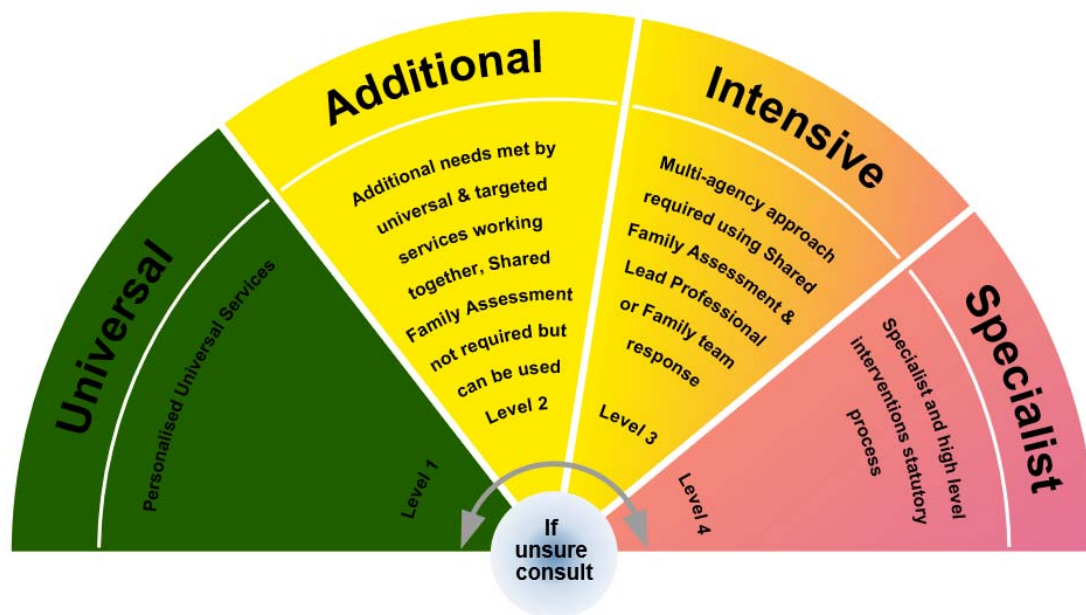 Universal
Personalised Universal Services
Level 1
Additional
Additional needs met by
universal & targeted
services working
together, Shared
Family Assessment
not required but
can be used
Level 2
Intensive
Multi-agency approach
required using Shared
Family Assessment &
Lead Professional
or Family team
response
Level 3
Specialist
Specialist and high level
interventions statutory
process
Level 4
If
unsure
consult